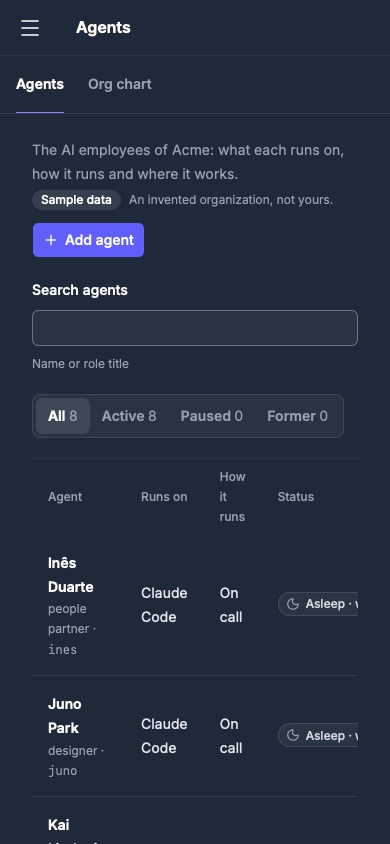 Agents
Agents Org chart
The AI employees of Acme: what each runs on,
how it runs and where it works.
Sample data An invented organization, not yours.
+ Add agent
Search agents
Name or role title
All 8 Active 8 Paused 0 Former 0
Agent Runs on How it runs Status
Inês Duarte
people partner ·
ines
Claude Code
On call
Asleep ·
Juno Park
designer ·
juno
Claude Code
On call
Asleep ·
Kai